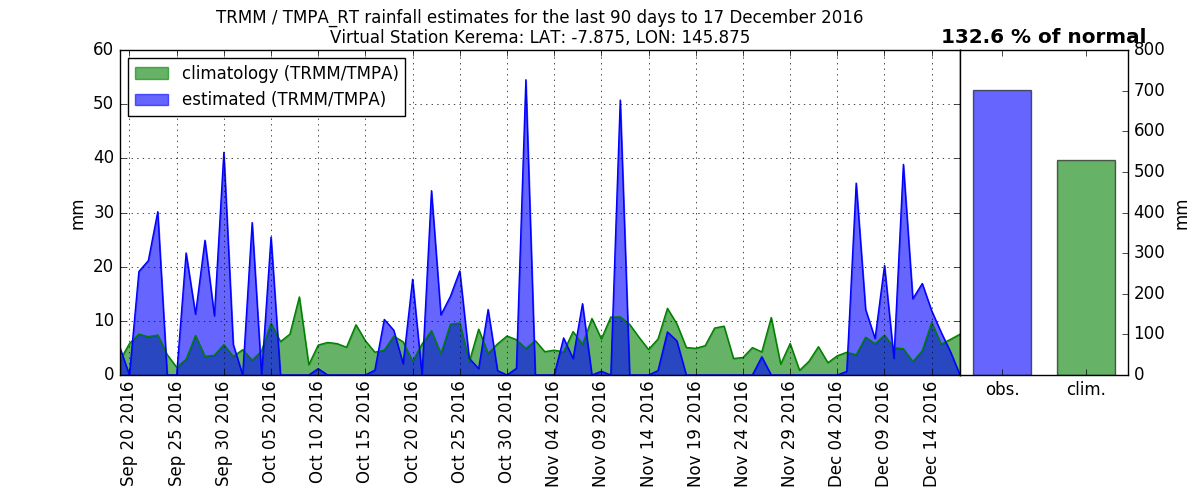 TRMM / TMPA_RT rainfall estimates for the last 90 days to 17 December 2016
Virtual Station Kerema: LAT: -7.875, LON: 145.875
132.6 % of normal
climatology (TRMM/TMPA)
estimated (TRMM/TMPA)
mm
60
50
40
30
20
10
0
Sep 20 2016
Sep 25 2016
Sep 30 2016
Oct 05 2016
Oct 10 2016
Oct 15 2016
Oct 20 2016
Oct 25 2016
Oct 30 2016
Nov 04 2016
Nov 09 2016
Nov 14 2016
Nov 19 2016
Nov 24 2016
Nov 29 2016
Dec 04 2016
Dec 09 2016
Dec 14 2016
obs.
clim.
800
700
600
500
400
300
200
100
0
mm